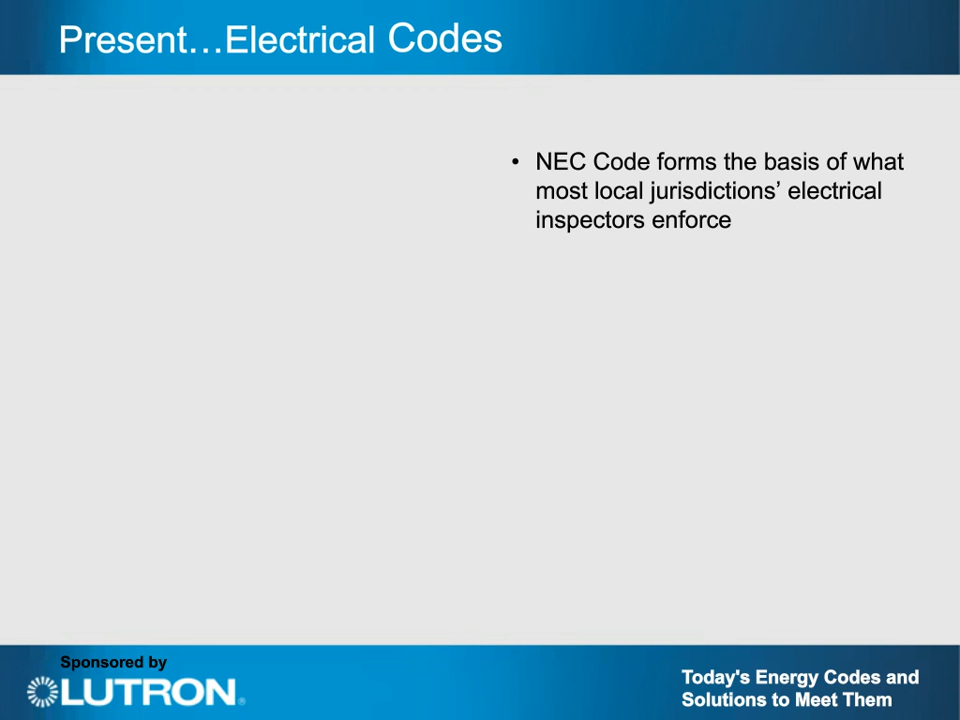 Present…Electrical Codes
• NEC Code forms the basis of what
most local jurisdictions’ electrical
inspectors enforce
Sponsored by
LUTRON®
Today's Energy Codes and
Solutions to Meet Them